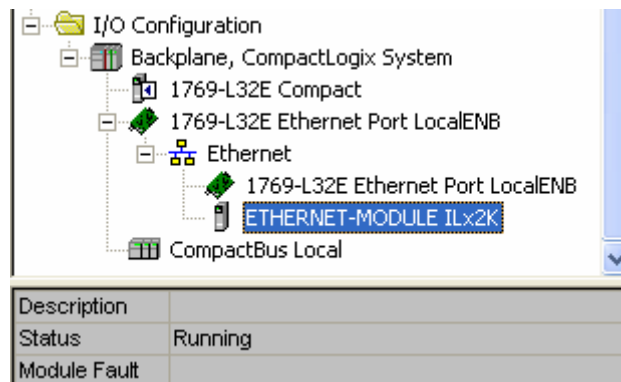 I/O Configuration
Backplane, CompactLogix System
1769-L32E Compact
1769-L32E Ethernet Port LocalENB
Ethernet
1769-L32E Ethernet Port LocalENB
ETHERNET-MODULE ILx2K
CompactBus Local
Description
Status Running
Module Fault